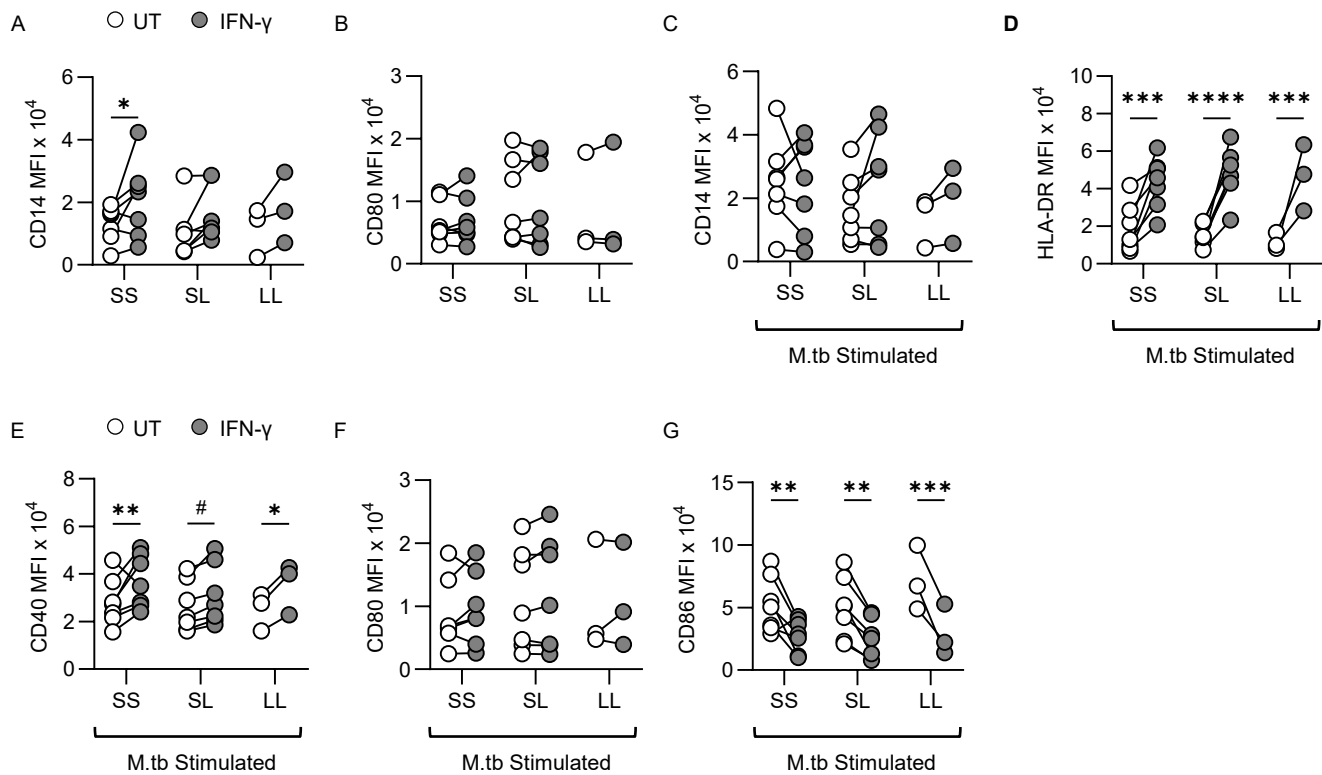 A
UT IFN-γ
CD14 MFI x 10^4
6
4
2
0
*
SS SL LL
B
CD80 MFI x 10^4
3
2
1
0
SS SL LL
C
CD14 MFI x 10^4
6
4
2
0
SS SL LL
M.tb Stimulated
D
HLA-DR MFI x 10^4
10
8
6
4
2
0
*** **** ***
SS SL LL
M.tb Stimulated
E
UT IFN-γ
CD40 MFI x 10^4
8
6
4
2
0
** # *
SS SL LL
M.tb Stimulated
F
CD80 MFI x 10^4
3
2
1
0
SS SL LL
M.tb Stimulated
G
CD86 MFI x 10^4
15
10
5
0
** ** ***
SS SL LL
M.tb Stimulated